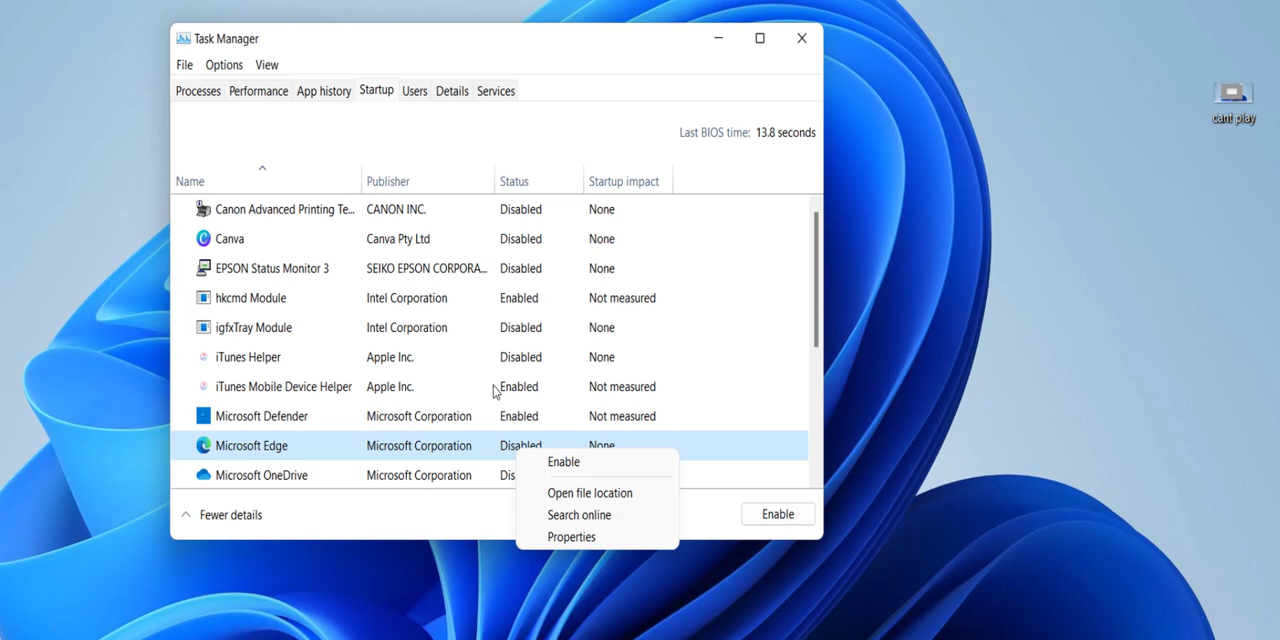 Task Manager
File Options View
Processes Performance App history Startup Users Details Services
Last BIOS time: 13.8 seconds
Name Publisher Status Startup impact
Canon Advanced Printing Te... CANON INC. Disabled None
Canva Canva Pty Ltd Disabled None
EPSON Status Monitor 3 SEIKO EPSON CORPORA... Disabled None
hkcmd Module Intel Corporation Enabled Not measured
igfxTray Module Intel Corporation Disabled None
iTunes Helper Apple Inc. Disabled None
iTunes Mobile Device Helper Apple Inc. Enabled Not measured
Microsoft Defender Microsoft Corporation Enabled Not measured
Microsoft Edge Microsoft Corporation Disabled None
Microsoft OneDrive Microsoft Corporation Dis
Enable
Open file location
Search online
Properties
Fewer details Enable
cant play